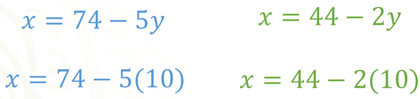 x = 74 − 5y
x = 44 − 2y
x = 74 − 5(10)
x = 44 − 2(10)